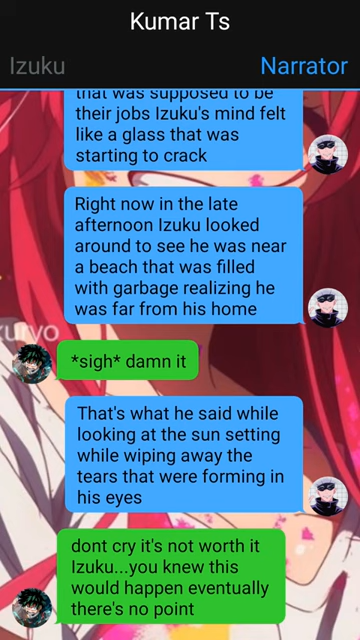 Kumar Ts
Izuku
Narrator
that was supposed to be
their jobs Izuku's mind felt
like a glass that was
starting to crack
Right now in the late
afternoon Izuku looked
around to see he was near
a beach that was filled
with garbage realizing he
was far from his home
*sigh* damn it
That's what he said while
looking at the sun setting
while wiping away the
tears that were forming in
his eyes
dont cry it's not worth it
Izuku...you knew this
would happen eventually
there's no point